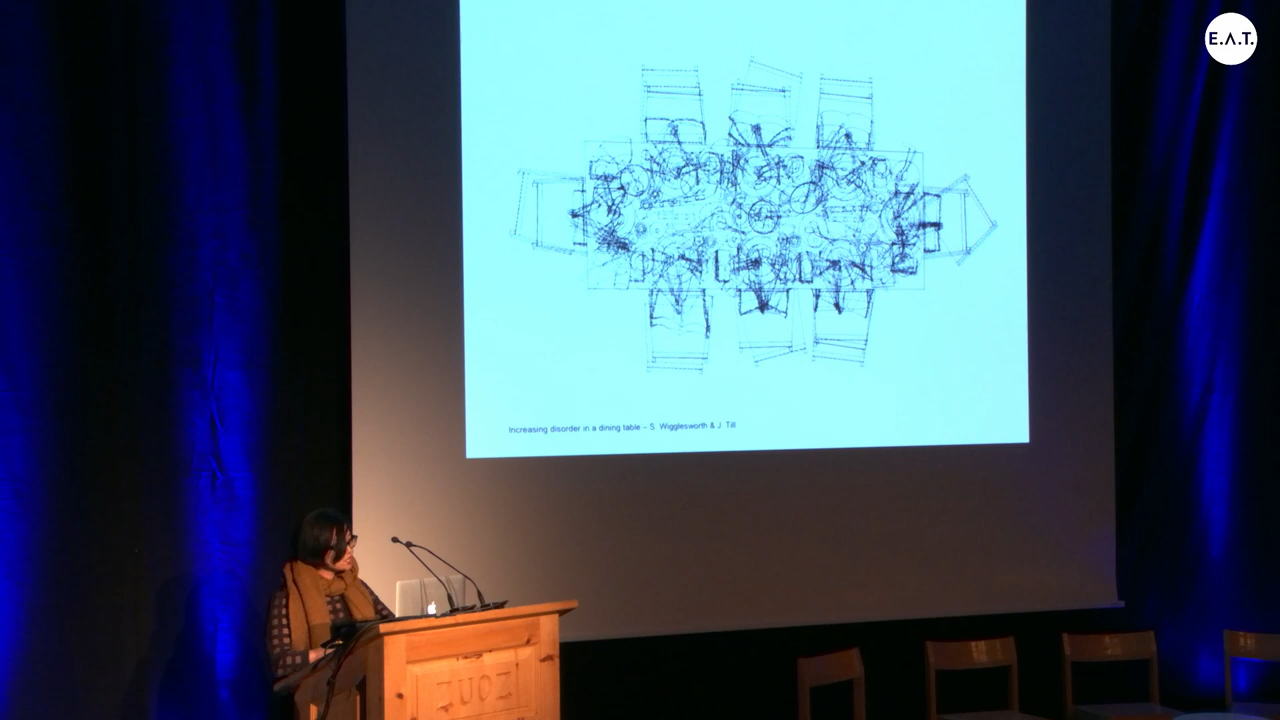 E.Λ.T.
Increasing disorder in a dining table – S. Wigglesworth & J. Till
ZUOZ